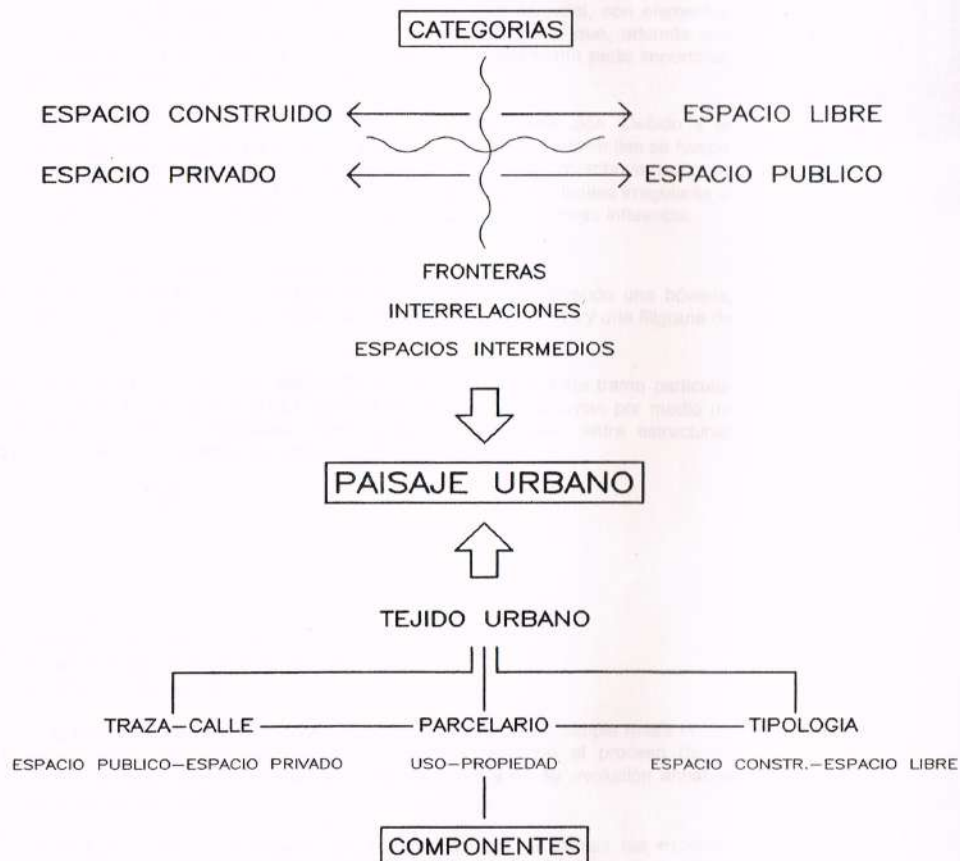 CATEGORIAS
ESPACIO CONSTRUIDO ESPACIO LIBRE
ESPACIO PRIVADO ESPACIO PUBLICO
FRONTERAS
INTERRELACIONES
ESPACIOS INTERMEDIOS
PAISAJE URBANO
TEJIDO URBANO
TRAZA–CALLE PARCELARIO TIPOLOGIA
ESPACIO PUBLICO–ESPACIO PRIVADO USO–PROPIEDAD ESPACIO CONSTR.–ESPACIO LIBRE
COMPONENTES